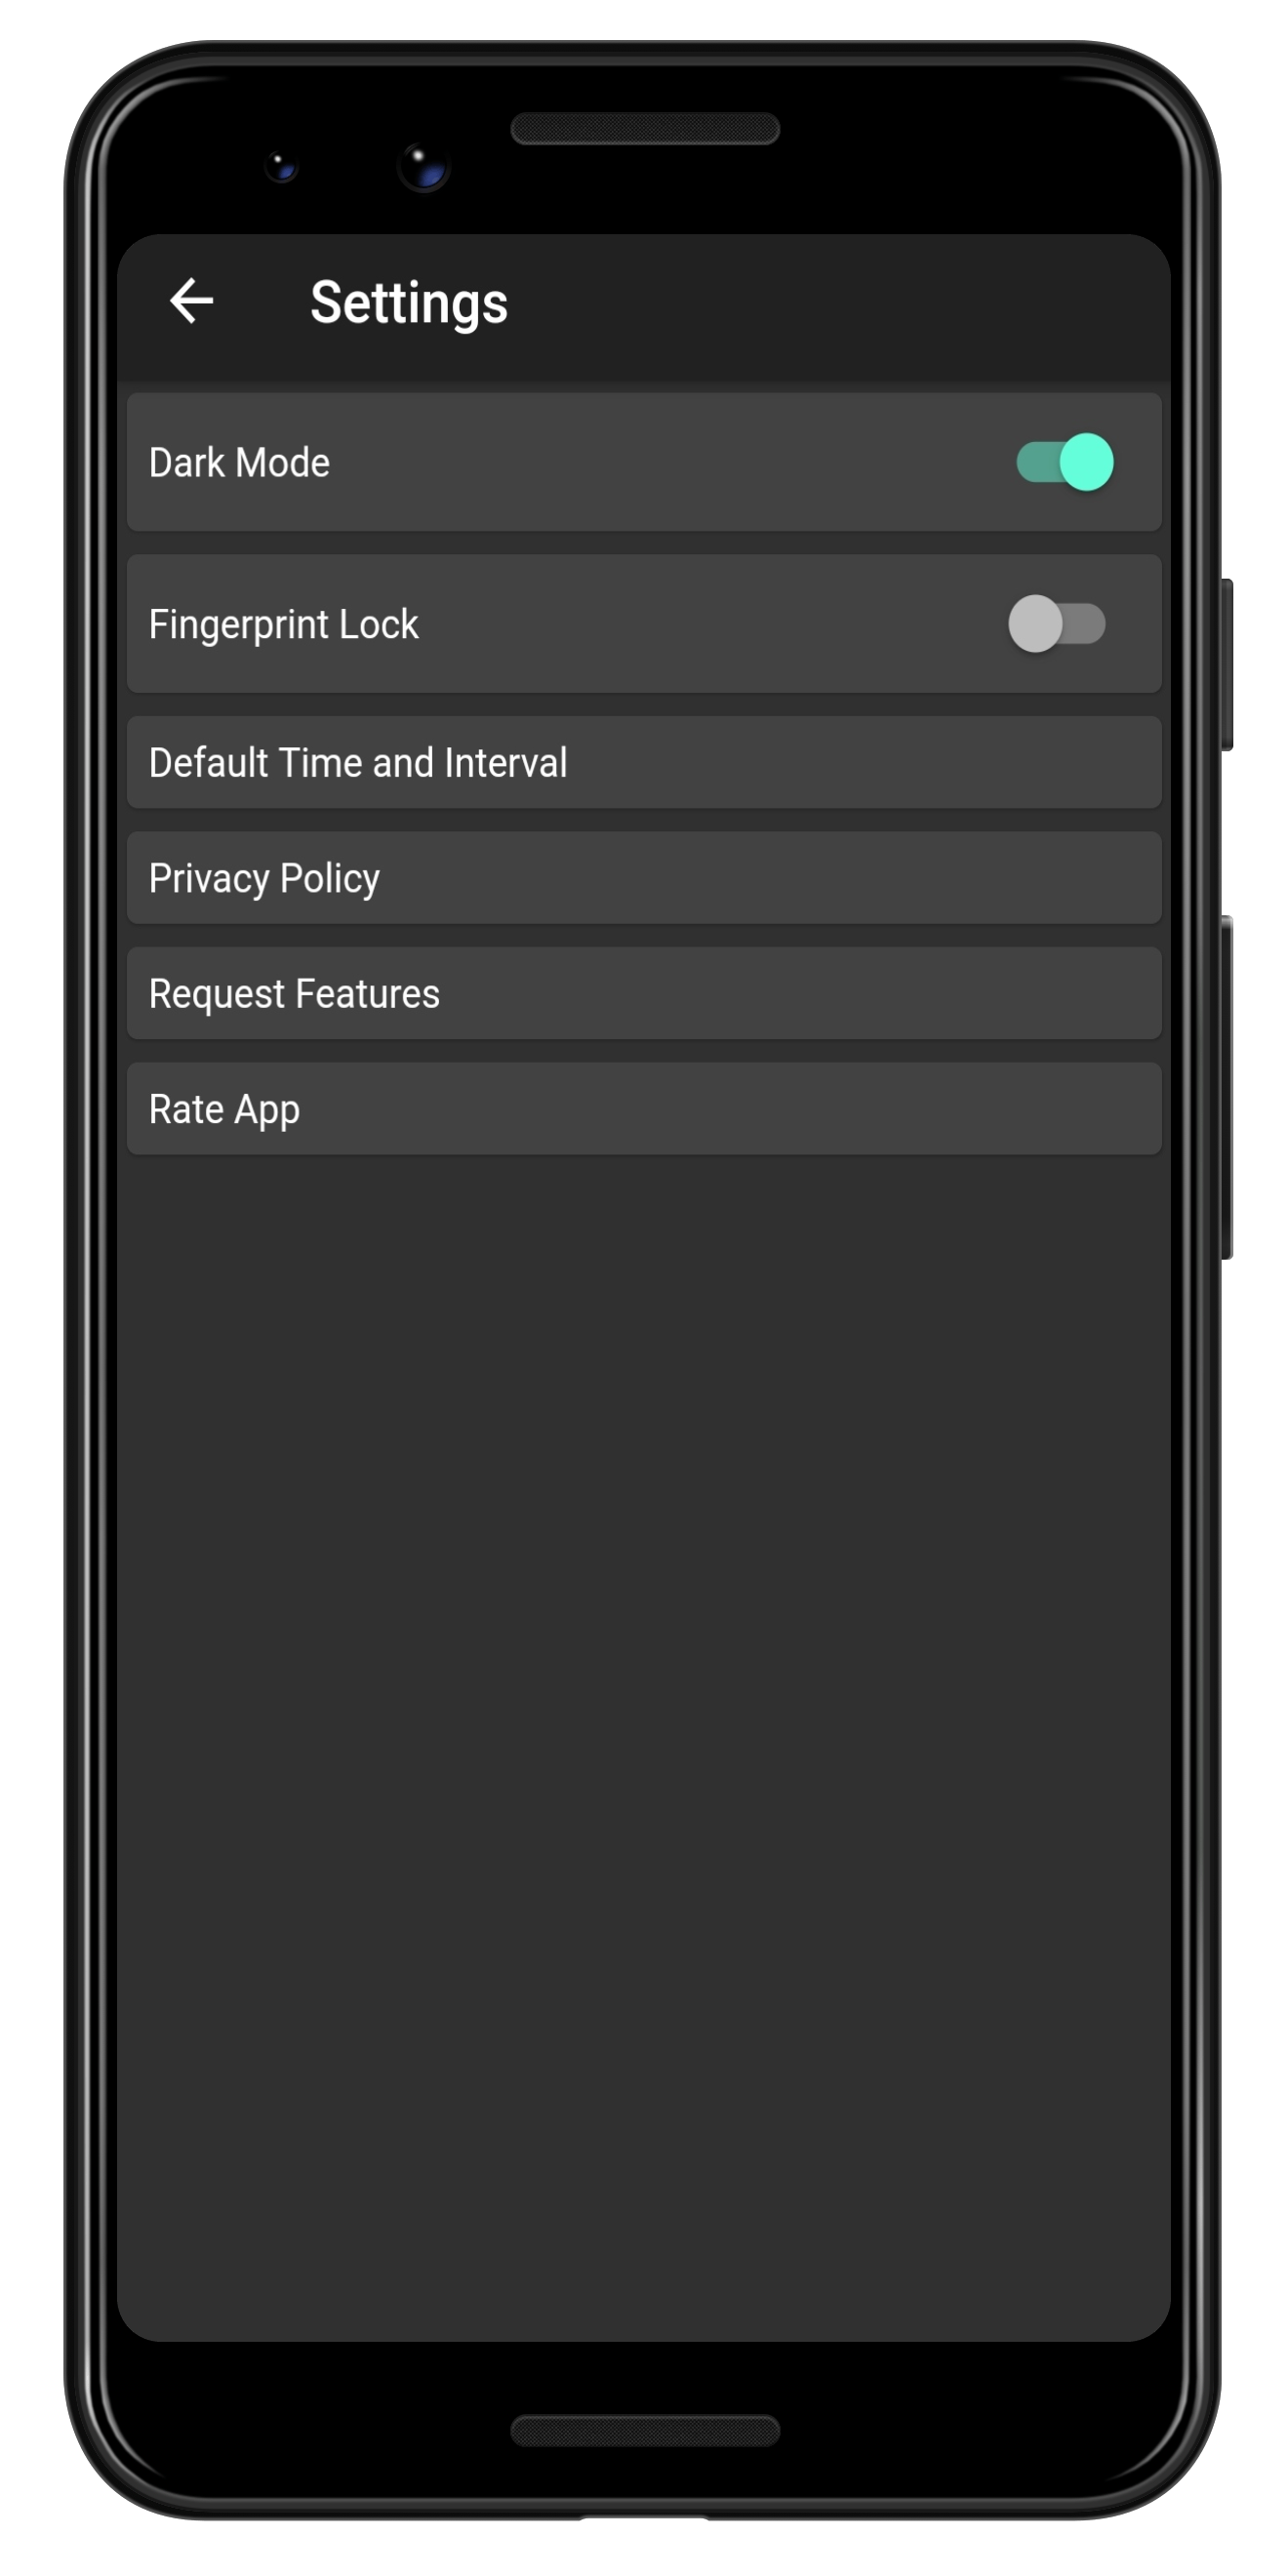 Settings
Dark Mode
Fingerprint Lock
Default Time and Interval
Privacy Policy
Request Features
Rate App